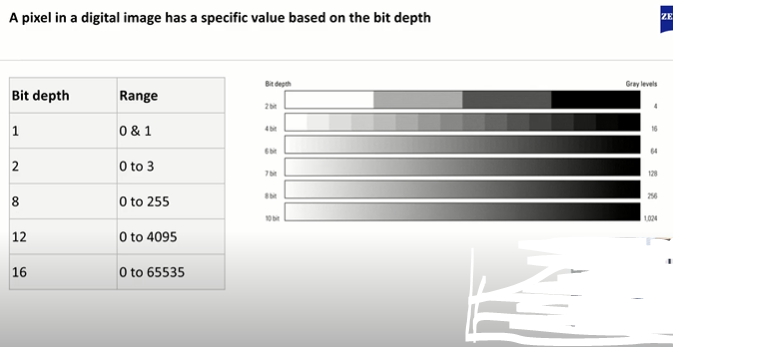 A pixel in a digital image has a specific value based on the bit depth
ZE
Bit depth Range
1 0 & 1
2 0 to 3
8 0 to 255
12 0 to 4095
16 0 to 65535
Bit depth Gray levels
2 bit 4
4 bit 16
6 bit 64
7 bit 128
8 bit 256
10 bit 1,024